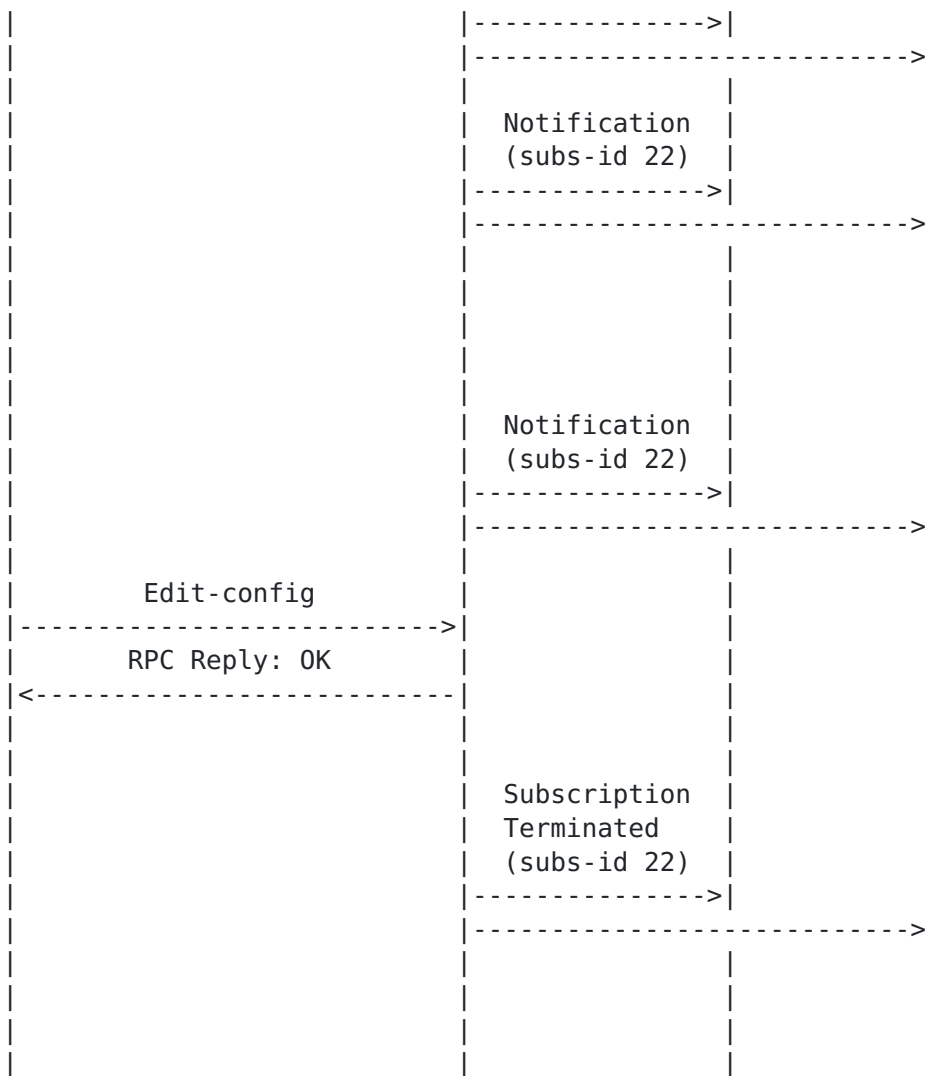 Notification
(subs-id 22)
Notification
(subs-id 22)
Edit-config
RPC Reply: OK
Subscription
Terminated
(subs-id 22)